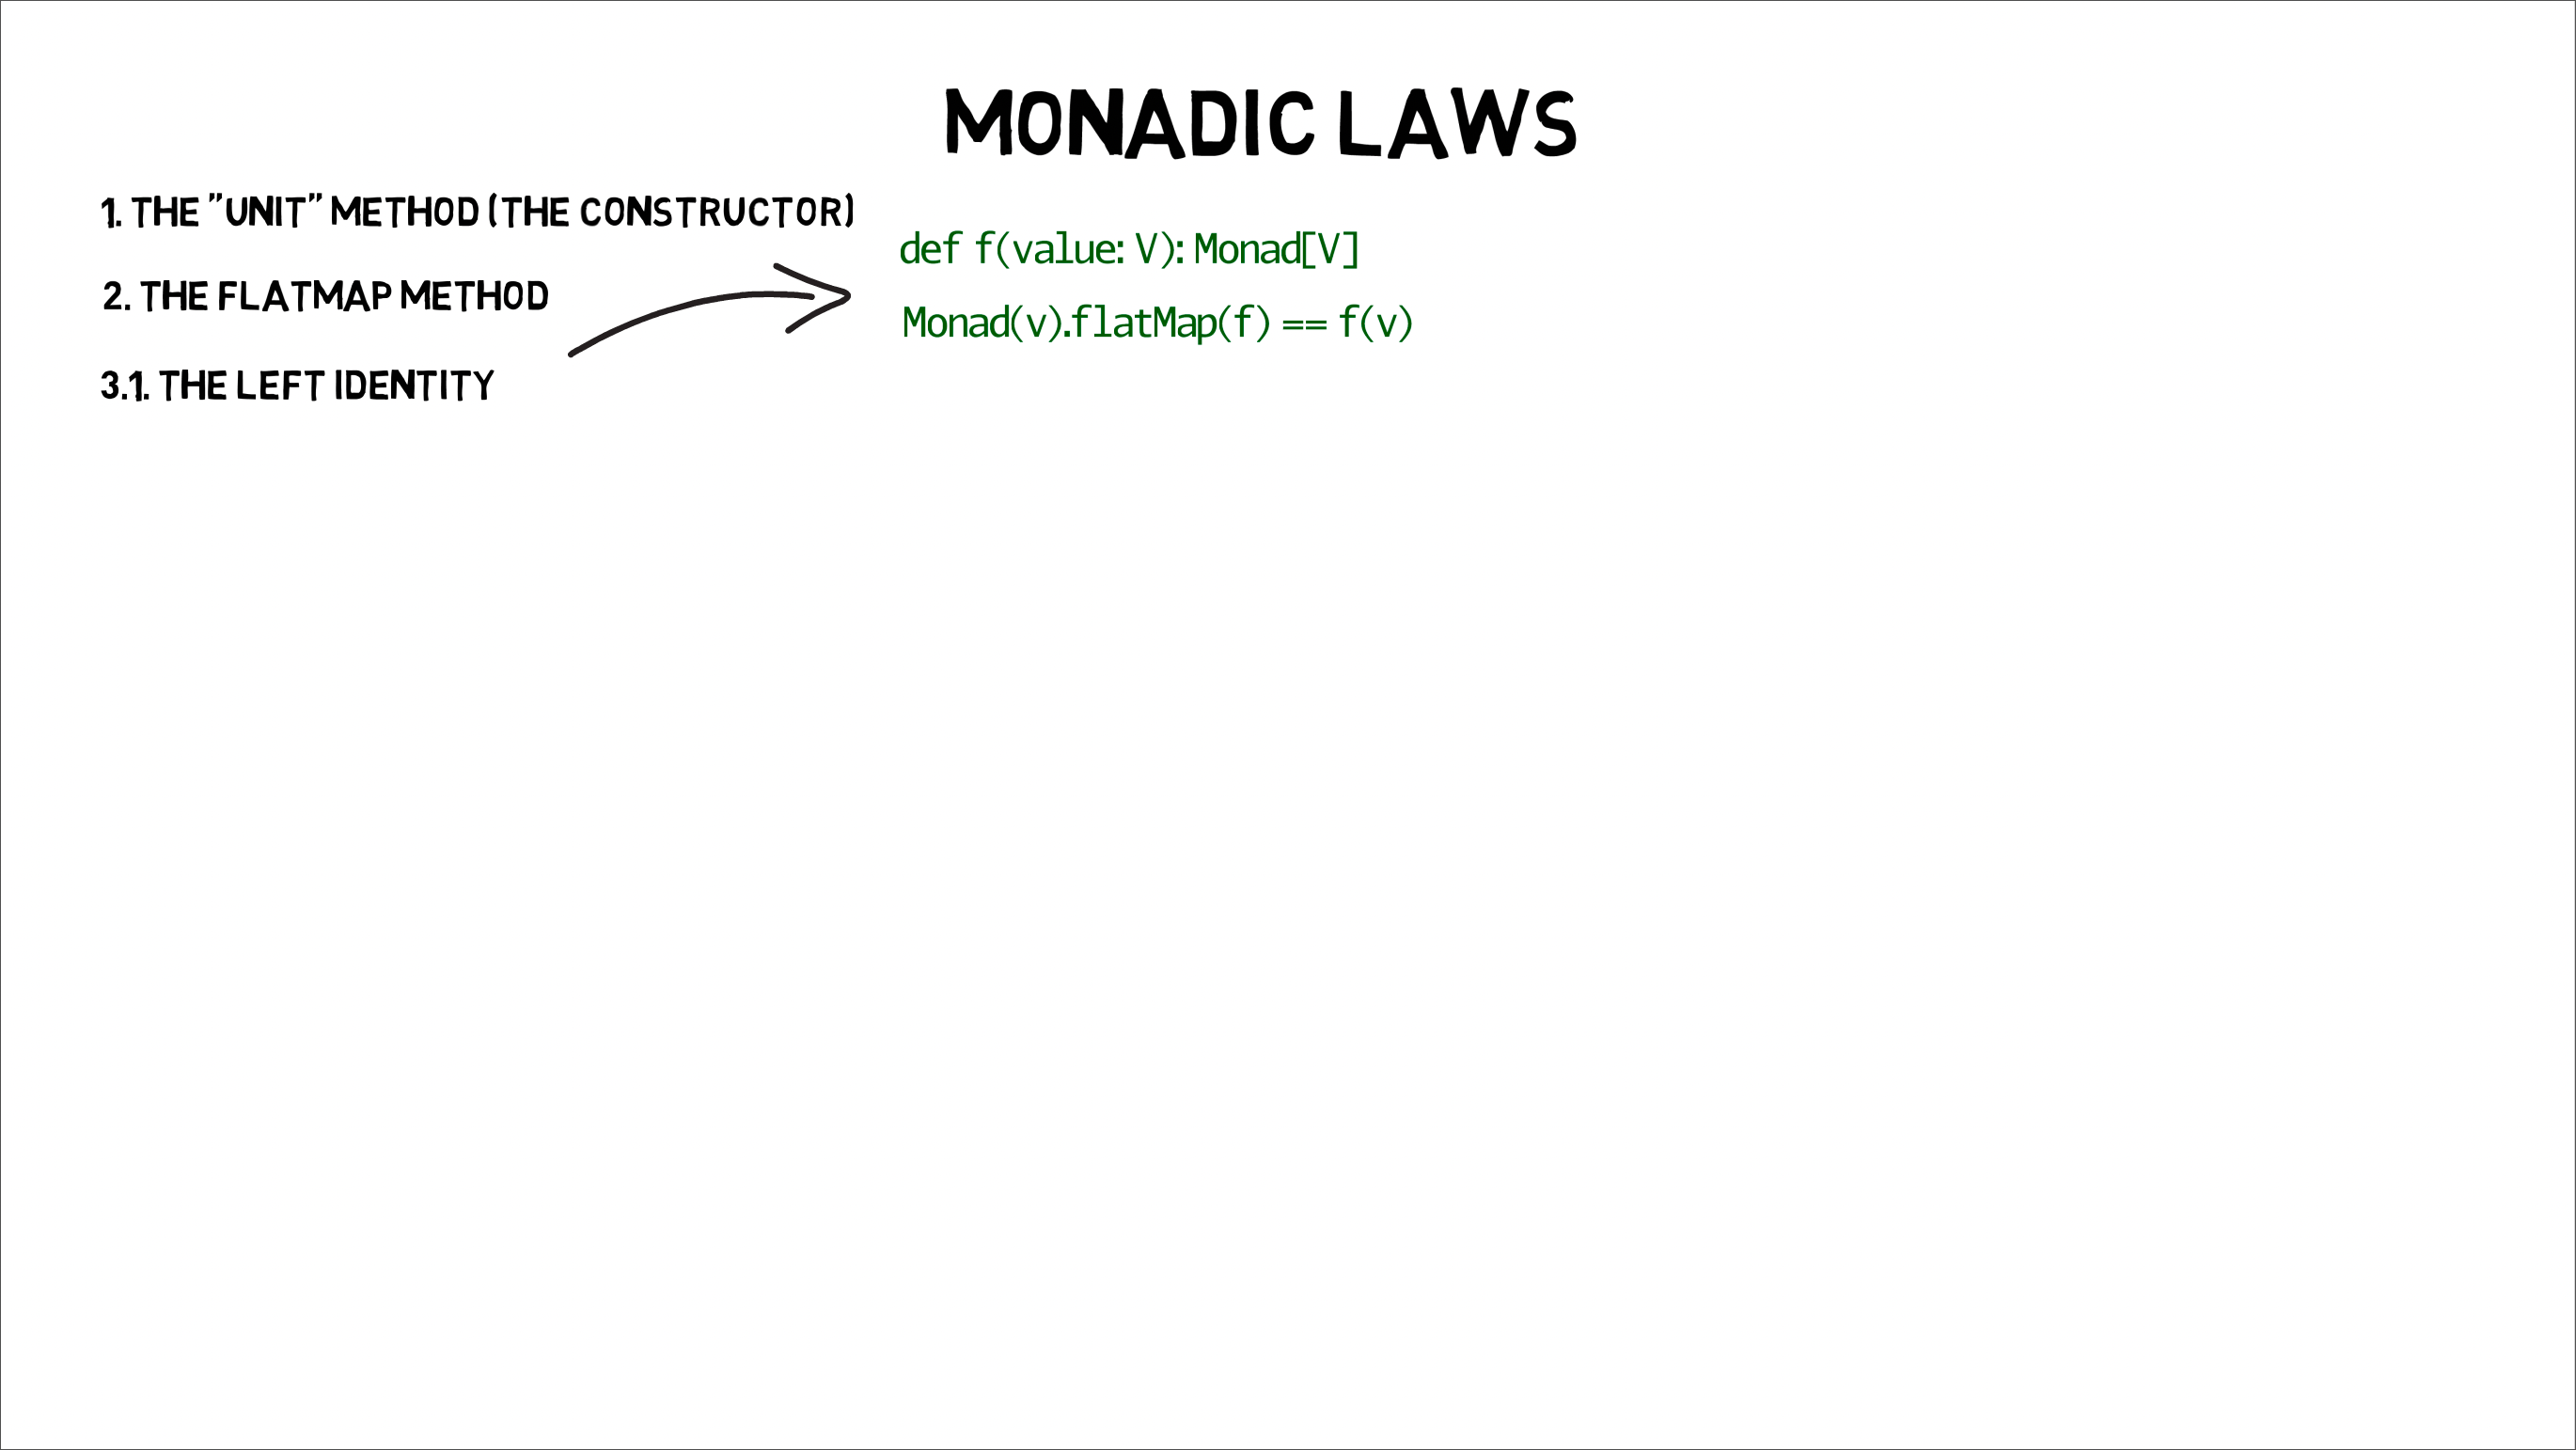 MONADIC LAWS
1. THE "UNIT" METHOD (THE CONSTRUCTOR)
def f(value: V): Monad[V]
2. THE FLATMAP METHOD
Monad(v).flatMap(f) == f(v)
3.1. THE LEFT IDENTITY